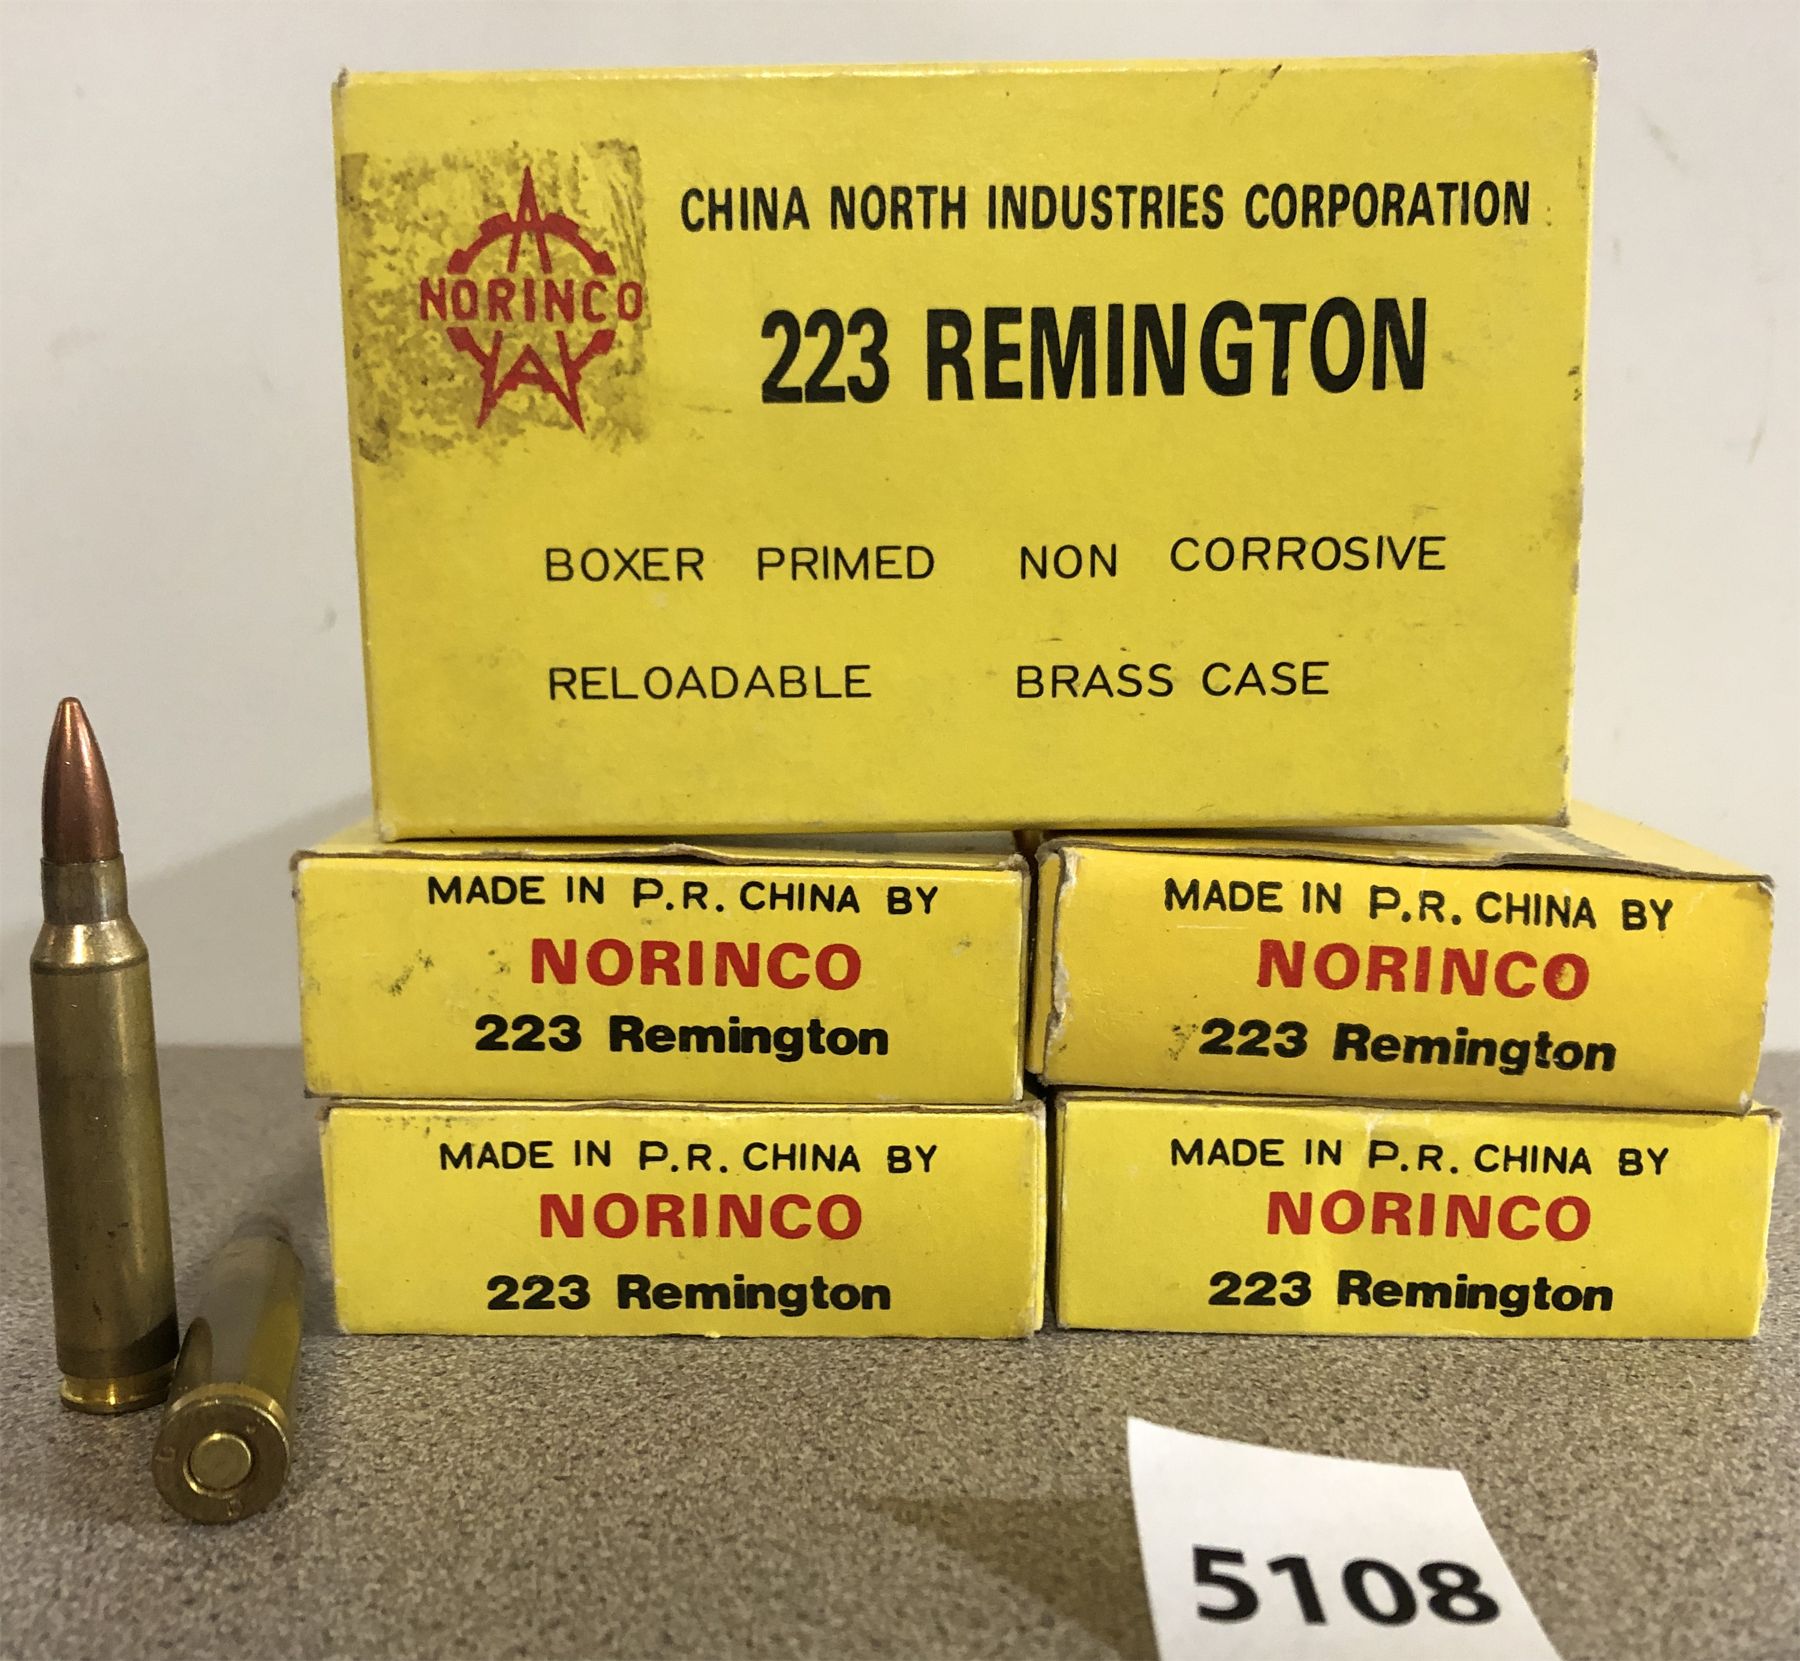 NORINCO
CHINA NORTH INDUSTRIES CORPORATION
223 REMINGTON
BOXER PRIMED NON CORROSIVE
RELOADABLE BRASS CASE
MADE IN P.R. CHINA BY
NORINCO
223 Remington
MADE IN P.R. CHINA BY
NORINCO
223 Remington
MADE IN P.R. CHINA BY
NORINCO
223 Remington
MADE IN P.R. CHINA BY
NORINCO
223 Remington
5108